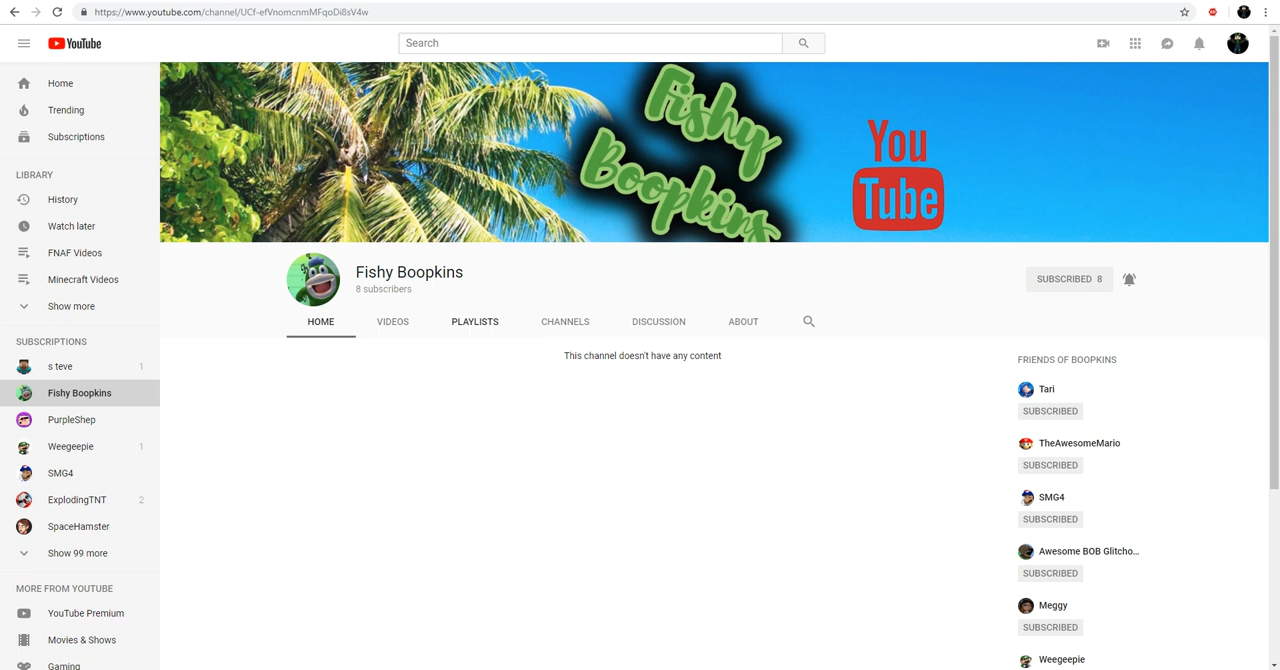 https://www.youtube.com/channel/UCf-efVnomcnmMFqoDi8sV4w
YouTube
Search
Home
Trending
Subscriptions
LIBRARY
History
Watch later
FNAF Videos
Minecraft Videos
Show more
SUBSCRIPTIONS
s teve 1
Fishy Boopkins
PurpleShep
Weegeepie 1
SMG4
ExplodingTNT 2
SpaceHamster
Show 99 more
MORE FROM YOUTUBE
YouTube Premium
Movies & Shows
Gaming
Fishy
Boopkins
You
Tube
Fishy Boopkins
8 subscribers
SUBSCRIBED 8
HOME VIDEOS PLAYLISTS CHANNELS DISCUSSION ABOUT
This channel doesn't have any content
FRIENDS OF BOOPKINS
Tari
SUBSCRIBED
TheAwesomeMario
SUBSCRIBED
SMG4
SUBSCRIBED
Awesome BOB Glitcho...
SUBSCRIBED
Meggy
SUBSCRIBED
Weegeepie